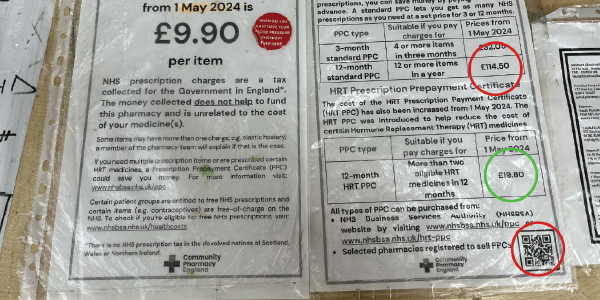 from 1 May 2024 is
£9.90
per item
NHS prescription charges are a tax
collected for the Government in England*.
The money collected does not help to fund
this pharmacy and is unrelated to the cost
of your medicine(s).
Some items may have more than one charge, e.g. elastic hosiery;
a member of the pharmacy team will explain if that is the case.
If you need multiple prescription items or are prescribed certain
HRT medicines, a Prescription Prepayment Certificate (PPC)
could save you money. For more information visit:
www.nhsbsa.nhs.uk/ppc
Certain patient groups are entitled to free NHS prescriptions and
certain items (e.g. contraceptives) are free-of-charge on the
NHS. To check if you're eligible for free NHS prescriptions visit:
www.nhsbsa.nhs.uk/healthcosts
*There is no NHS prescription tax in the devolved nations of Scotland,
Wales or Northern Ireland.
Community
Pharmacy
England
prescriptions, you can save money by paying
advance. A standard PPC lets you get as many NHS
prescriptions as you need at a set price for 3 or 12 months.
PPC type
Suitable if you pay
charges for
Prices from
1 May 2024
3-month
standard PPC
4 or more items
in three months
12-month
standard PPC
12 or more items
in a year
£114.50
HRT Prescription Prepayment Certificate
The cost of the HRT Prescription Payment Certificate
(HRT PPC) has also been increased from 1 May 2024. The HRT
PPC was introduced to help reduce the cost of
certain Hormone Replacement Therapy (HRT) medicines.
PPC type
Suitable if you
pay charges for
Price from
1 May 2024
12-month
HRT PPC
More than two
eligible HRT
medicines in 12
months
£19.80
All types of PPC can be purchased from:
• NHS Business Services Authority (NHSBSA)
website by visiting www.nhsbsa.nhs.uk/ppc
www.nhsbsa.nhs.uk/hrt-ppc
• Selected pharmacies registered to sell PPCs
Community
Pharmacy
England